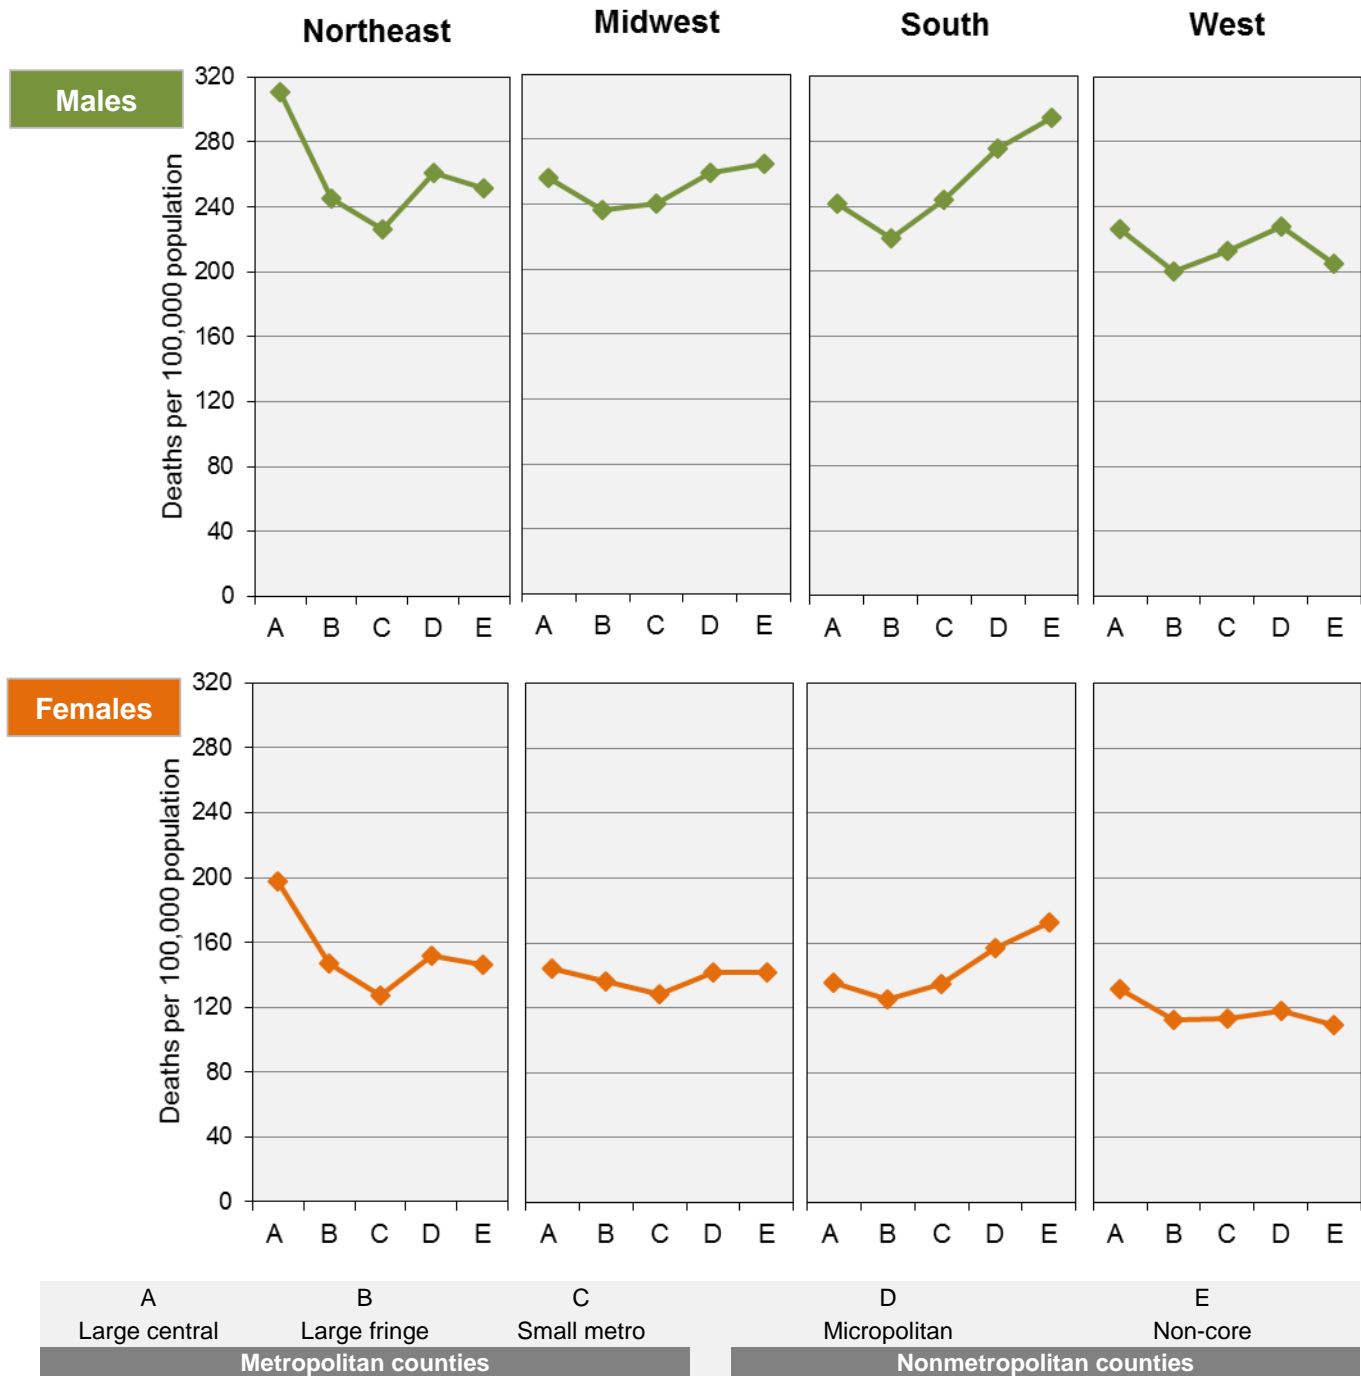 Northeast Midwest South West
Males
Deaths per 100,000 population
320
280
240
200
160
120
80
40
0
A B C D E A B C D E A B C D E A B C D E
Females
Deaths per 100,000 population
320
280
240
200
160
120
80
40
0
A B C D E A B C D E A B C D E A B C D E
A B C D E
Large central Large fringe Small metro Micropolitan Non-core
Metropolitan counties Nonmetropolitan counties